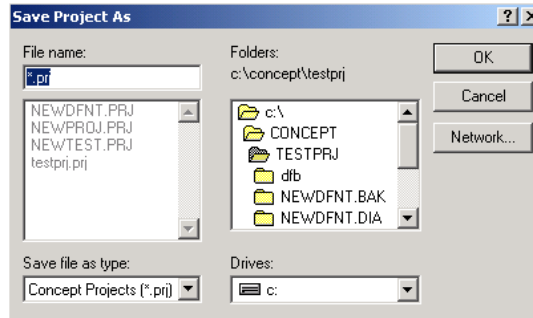 Save Project As
File name:
*.prj
NEWDFNT.PRJ
NEWPROJ.PRJ
NEWTEST.PRJ
testprj.prj
Save file as type:
Concept Projects (*.prj)
Folders:
c:\concept\testprj
c:\
CONCEPT
TESTPRJ
dfb
NEWDFNT.BAK
NEWDFNT.DIA
Drives:
c:
OK
Cancel
Network...